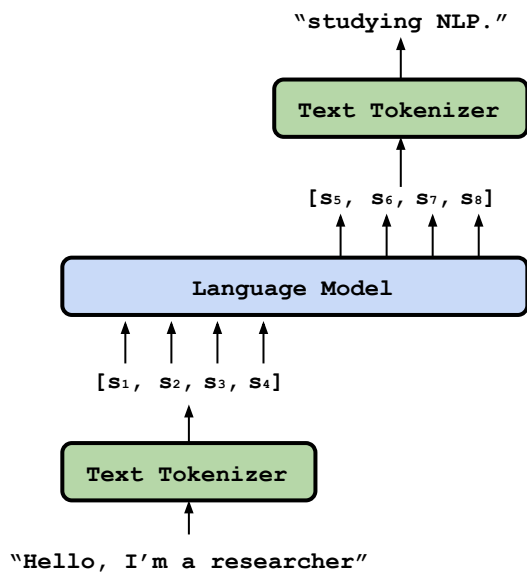 “studying NLP.”
Text Tokenizer
[s₅, s₆, s₇, s₈]
Language Model
[s₁, s₂, s₃, s₄]
Text Tokenizer
“Hello, I’m a researcher”